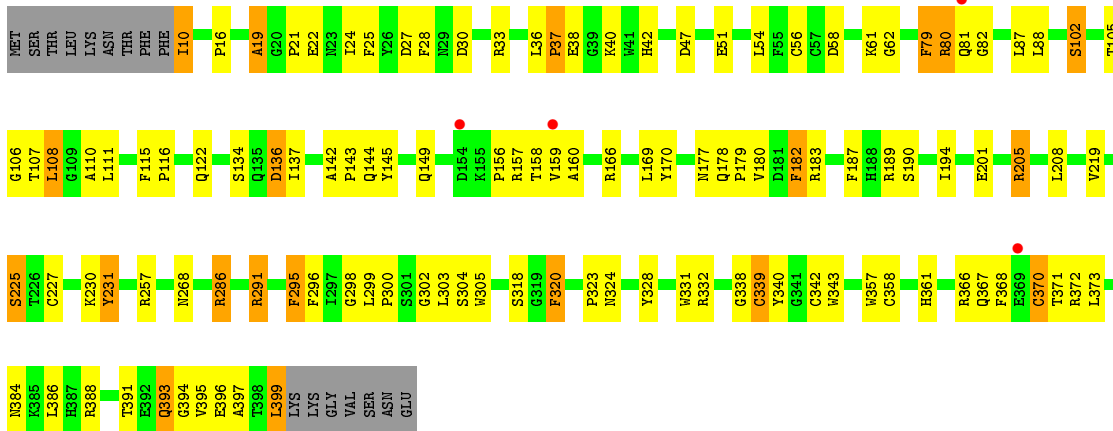 MET SER THR LEU LYS ASN THR PHE PHE I10 P16 A19 G20 P21 E22 N23 I24 F25 Y26 D27 F28 N29 D30 R33 L36 P37 E38 G39 K40 W41 H42 D47 E51 L54 F55 C56 C57 D58 K61 G62 F79 R80 Q81 G82 L87 L88 S102 T105
G106 T107 L108 G109 A110 L111 F115 P116 Q122 S134 Q135 D136 I137 A142 P143 Q144 Y145 Q149 D154 K155 P156 R157 T158 V159 A160 R166 L169 Y170 N177 Q178 P179 V180 D181 F182 R183 F187 H188 R189 S190 I194 E201 R205 L208 V219
S225 T226 C227 K230 Y231 R257 N268 R286 R291 F295 F296 I297 G298 L299 P300 S301 G302 L303 S304 W305 S318 G319 F320 P323 N324 Y328 W331 R332 G338 C339 Y340 G341 C342 W343 W357 C358 H361 R366 Q367 F368 E369 C370 T371 R372 L373
N384 K385 L386 H387 R388 T391 E392 Q393 G394 V395 E396 A397 T398 L399 LYS LYS GLY VAL SER ASN GLU